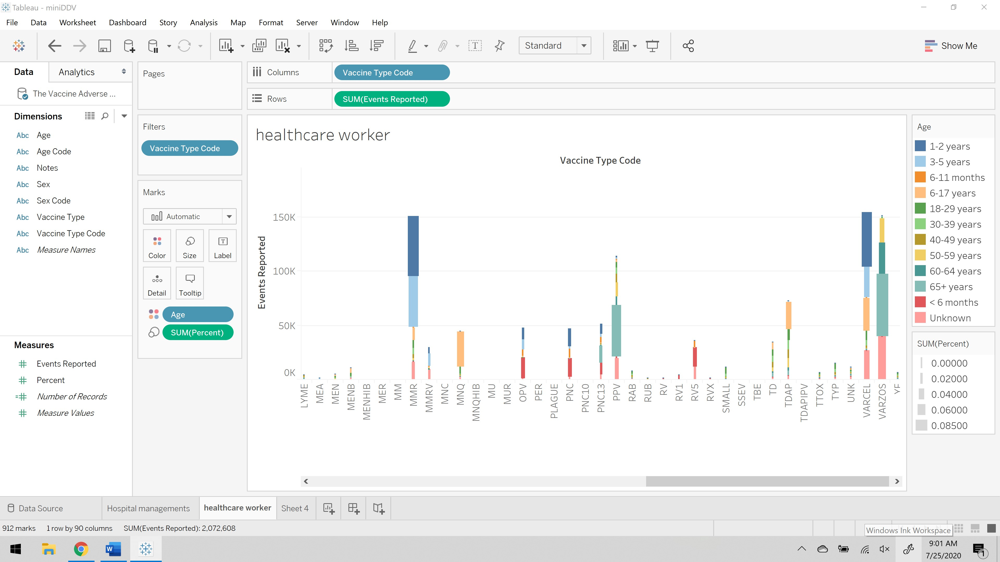 Tableau - miniDDV
File Data Worksheet Dashboard Story Analysis Map Format Server Window Help
Standard
Show Me
Data Analytics
The Vaccine Adverse ...
Dimensions
Abc Age
Abc Age Code
Abc Notes
Abc Sex
Abc Sex Code
Abc Vaccine Type
Abc Vaccine Type Code
Abc Measure Names
Measures
# Events Reported
# Percent
=# Number of Records
# Measure Values
Pages
Filters
Vaccine Type Code
Marks
Automatic
Color Size T Label
Detail Tooltip
Age
SUM(Percent)
Columns Vaccine Type Code
Rows SUM(Events Reported)
healthcare worker
Vaccine Type Code
Events Reported
150K
100K
50K
0K
LYME
MEA
MEN
MENB
MENHIB
MER
MM
MMR
MMRV
MNC
MNQ
MNQHIB
MU
MUR
OPV
PER
PLAGUE
PNC
PNC10
PNC13
PPV
RAB
RUB
RV
RV1
RV5
RVX
SMALL
SSEV
TBE
TD
TDAP
TDAPIPV
TTOX
TYP
UNK
VARCEL
VARZOS
YF
Age
1-2 years
3-5 years
6-11 months
6-17 years
18-29 years
30-39 years
40-49 years
50-59 years
60-64 years
65+ years
< 6 months
Unknown
SUM(Percent)
0.00000
0.02000
0.04000
0.06000
0.08500
Data Source Hospital managements healthcare worker Sheet 4
912 marks 1 row by 90 columns SUM(Events Reported): 2,072,608
Windows Ink Workspace
W
9:01 AM
7/25/2020
1